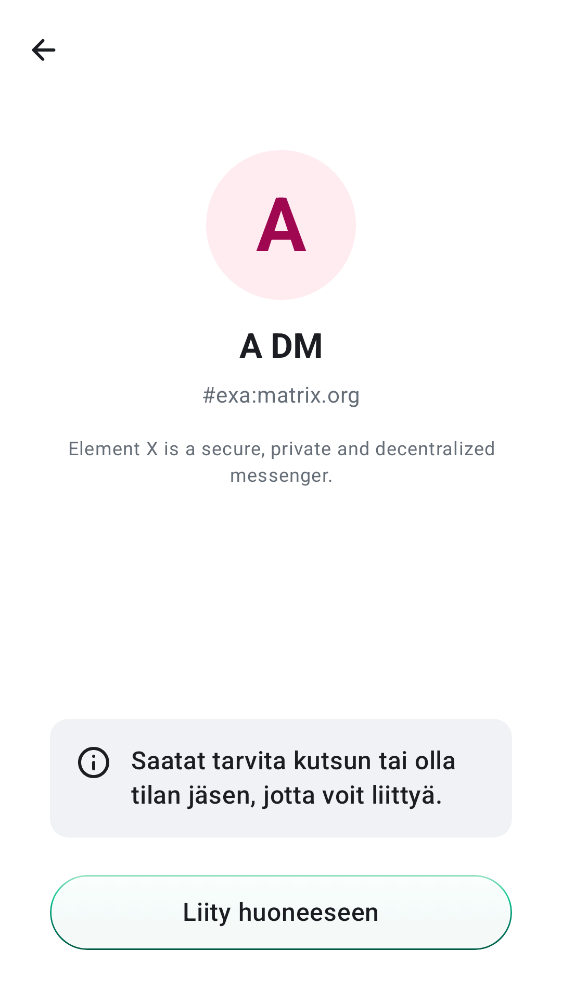 A
A DM
#exa:matrix.org
Element X is a secure, private and decentralized
messenger.
Saatat tarvita kutsun tai olla
tilan jäsen, jotta voit liittyä.
Liity huoneeseen